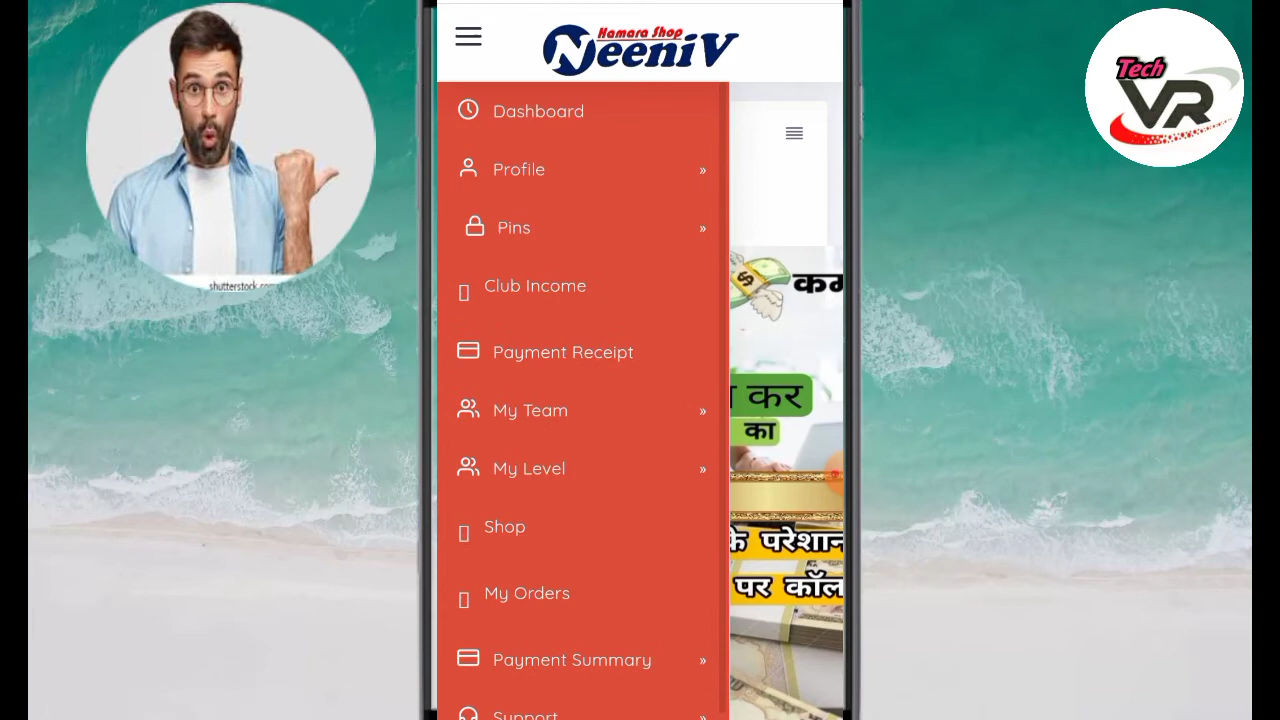 Hamara Shop
NeeniV
Tech
VR
shutterstock.com
Dashboard
Profile »
Pins »
Club Income
Payment Receipt
My Team »
My Level »
Shop
My Orders
Payment Summary »
Support »
कर
का
के परेशान
पर कॉल